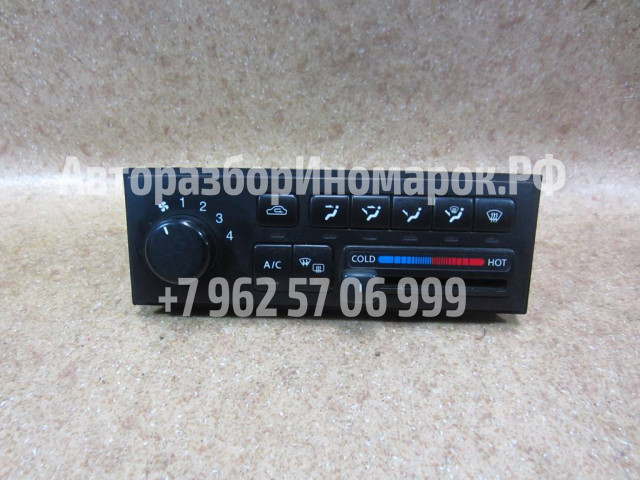 АвторазборИномарок.РФ
1 2 3 4
A/C
COLD HOT
+7 962 57 06 999